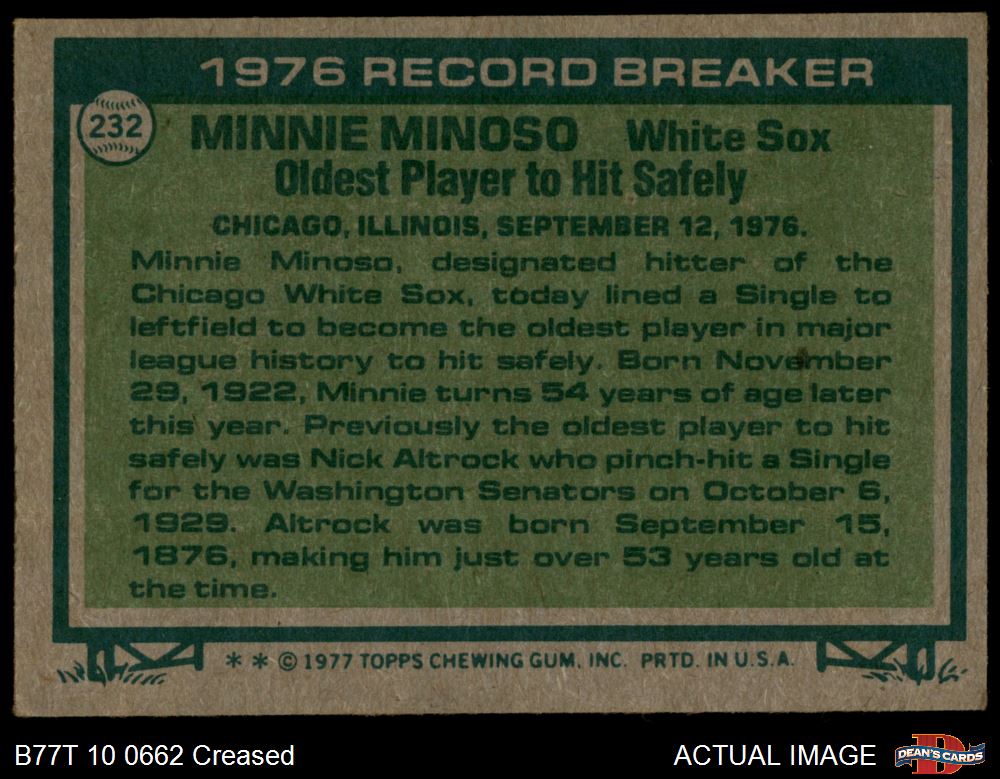 1976 RECORD BREAKER
232
MINNIE MINOSO White Sox
Oldest Player to Hit Safely
CHICAGO, ILLINOIS, SEPTEMBER 12, 1976.
Minnie Minoso, designated hitter of the
Chicago White Sox, today lined a Single to
leftfield to become the oldest player in major
league history to hit safely. Born November
29, 1922, Minnie turns 54 years of age later
this year. Previously the oldest player to hit
safely was Nick Altrock who pinch-hit a Single
for the Washington Senators on October 6,
1929. Altrock was born September 15,
1876, making him just over 53 years old at
the time.
* * © 1977 TOPPS CHEWING GUM, INC. PRTD. IN U.S.A.
B77T 10 0662 Creased
ACTUAL IMAGE
DEAN'S CARDS